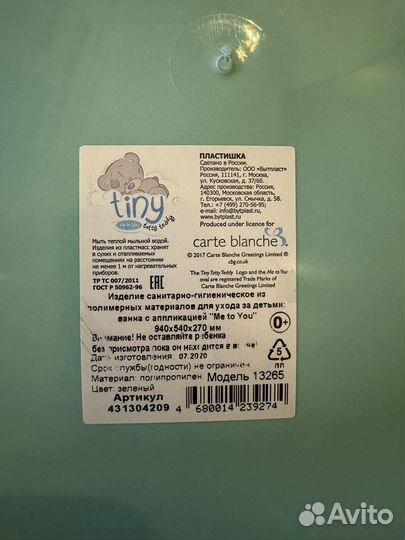 ПЛАСТИШКА
Сделано в России.
Производитель: ООО «Бытпласт»
Россия, 111141, г. Москва,
ул. Кусковская, д. 37/60.
Адрес производства: Россия,
140300, Московская область,
г. Егорьевск, ул. Смычка, д. 58.
Тел.: +7 (499) 270-56-95;
e-mail: info@bytplast.ru
www.bytplast.ru
Produced under licence for
tiny
me to you
tatty teddy
Мыть теплой мыльной водой.
Изделия из пластмасс хранят
в сухих и отапливаемых
помещениях на расстоянии
не менее 1 м от нагревательных
приборов.
ТР ТС 007/2011
ГОСТ Р 50962-96
EAC
carte blanche
© 2017 Carte Blanche Greetings Limited ®
cbg.co.uk
The Tiny Tatty Teddy Logo and the Me to You
oval are registered Trade Marks of
Carte Blanche Greetings Limited
Изделие санитарно-гигиеническое из
полимерных материалов для ухода за детьми:
ванна с аппликацией "Me to You"
940х540х270 мм
0+
Внимание! Не оставляйте ребенка
без присмотра пока он находится в ванне!
Дата изготовления 07.2020
Срок службы(годности) не ограничен
Материал: полипропилен
Цвет: зеленый
Модель 13265
5
ПП
Артикул
431304209
4 680014 239274
Avito